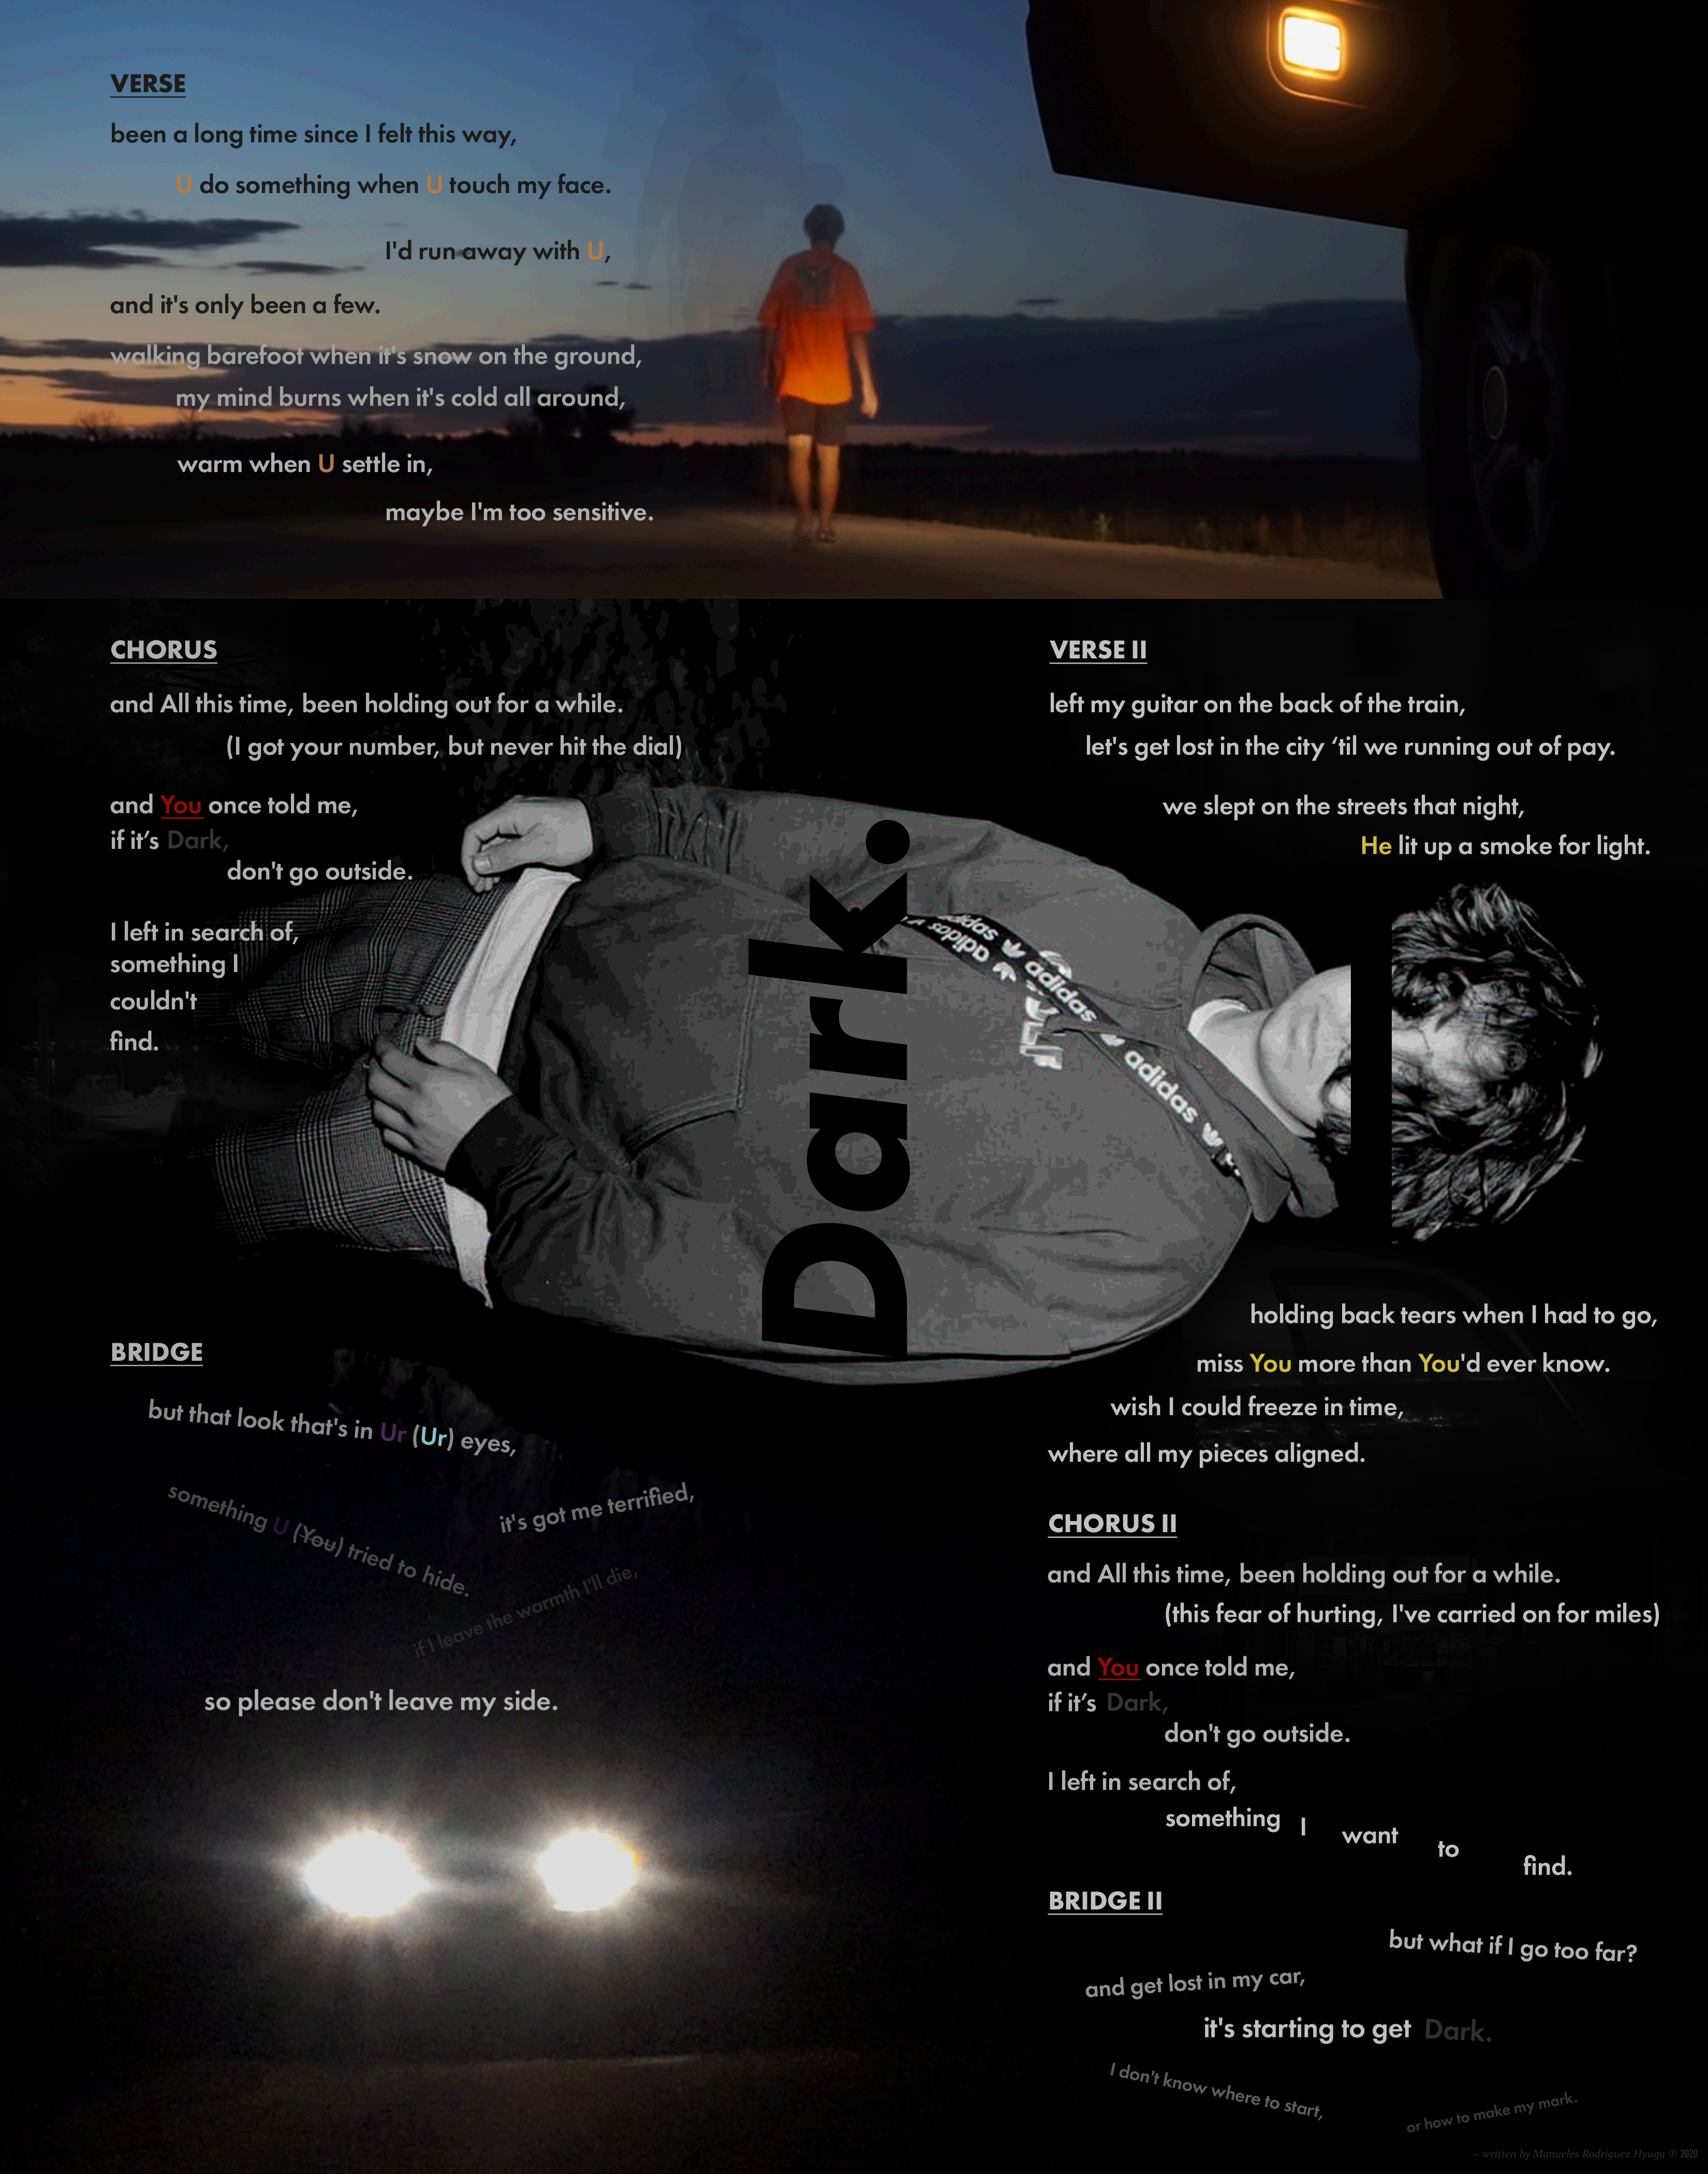 VERSE
been a long time since I felt this way,
U do something when U touch my face.
I'd run away with U,
and it's only been a few.
walking barefoot when it's snow on the ground,
my mind burns when it's cold all around,
warm when U settle in,
maybe I'm too sensitive.
CHORUS
and All this time, been holding out for a while.
(I got your number, but never hit the dial)
and You once told me,
if it’s Dark,
don't go outside.
I left in search of,
something I
couldn't
find.
Dark.
adidas
adidas
adidas
adidas
BRIDGE
but that look that's in Ur (Ur) eyes,
it's got me terrified,
something U (You) tried to hide.
if I leave the warmth I'll die,
so please don't leave my side.
VERSE II
left my guitar on the back of the train,
let's get lost in the city ‘til we running out of pay.
we slept on the streets that night,
He lit up a smoke for light.
holding back tears when I had to go,
miss You more than You'd ever know.
wish I could freeze in time,
where all my pieces aligned.
CHORUS II
and All this time, been holding out for a while.
(this fear of hurting, I've carried on for miles)
and You once told me,
if it’s Dark,
don't go outside.
I left in search of,
something I want to find.
BRIDGE II
but what if I go too far?
and get lost in my car,
it's starting to get Dark.
I don't know where to start,
or how to make my mark.
– written by Manueles Rodriguez Hyuga ℗ 2020